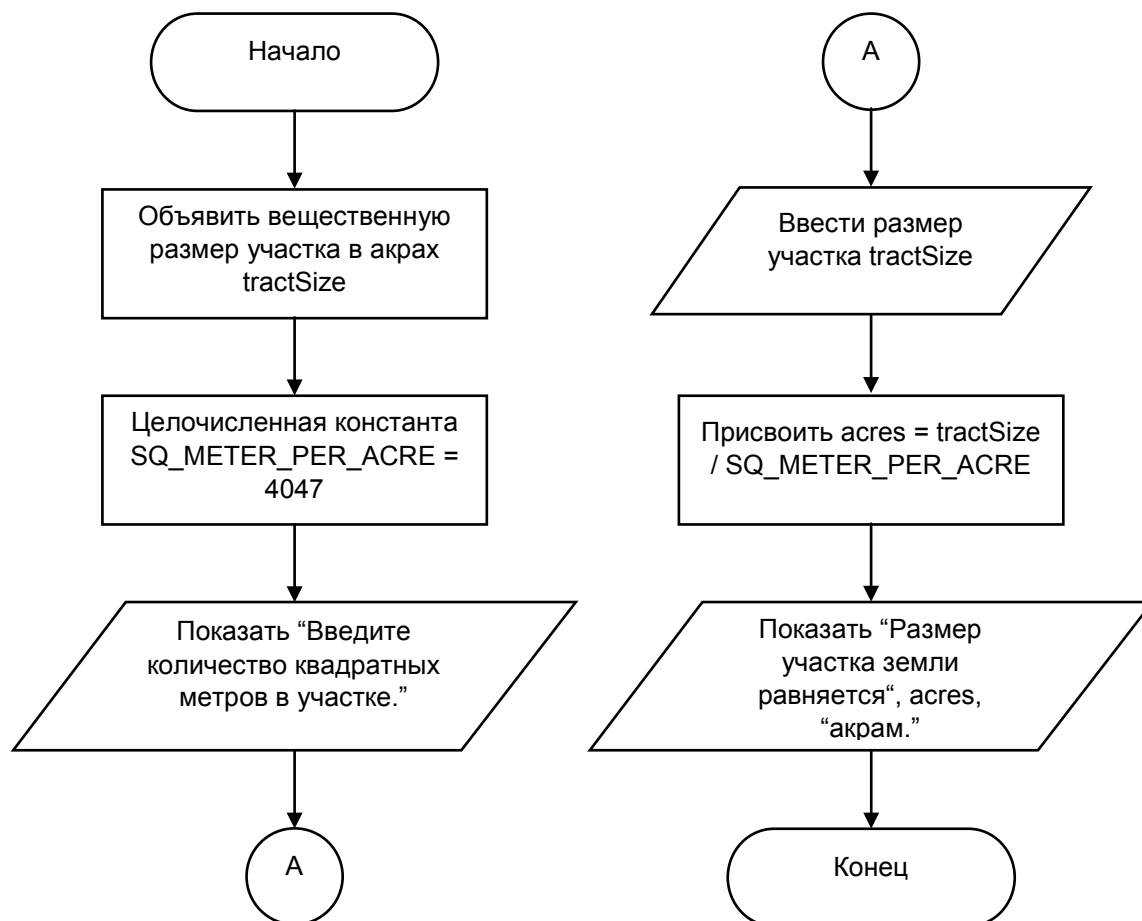 Начало
Объявить вещественную
размер участка в акрах
tractSize
Целочисленная константа
SQ_METER_PER_ACRE =
4047
Показать “Введите
количество квадратных
метров в участке.”
А
А
Ввести размер
участка tractSize
Присвоить acres = tractSize
/ SQ_METER_PER_ACRE
Показать “Размер
участка земли
равняется“, acres,
“акрам.”
Конец